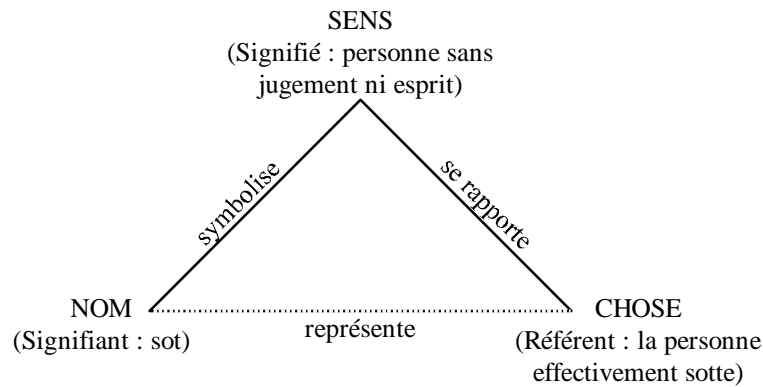 SENS
(Signifié : personne sans
jugement ni esprit)
symbolise
se rapporte
NOM
(Signifiant : sot)
représente
CHOSE
(Référent : la personne
effectivement sotte)